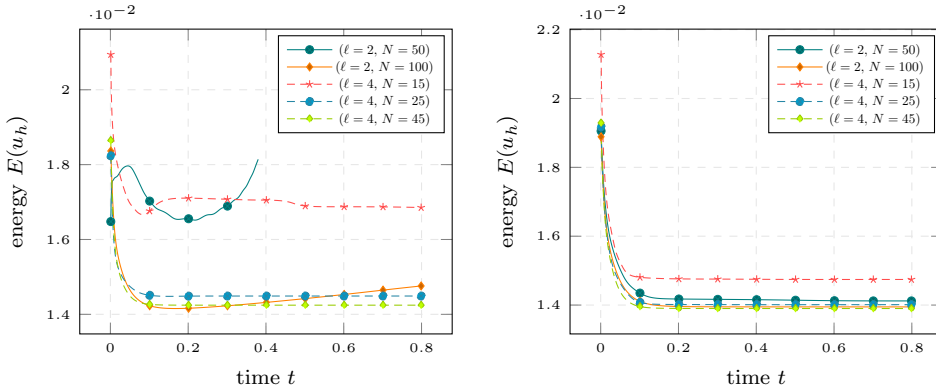 ·10⁻²
2
1.8
1.6
1.4
energy E(u_h)
0
0.2
0.4
0.6
0.8
time t
(ℓ = 2, N = 50)
(ℓ = 2, N = 100)
(ℓ = 4, N = 15)
(ℓ = 4, N = 25)
(ℓ = 4, N = 45)
·10⁻²
2.2
2
1.8
1.6
1.4
energy E(u_h)
0
0.2
0.4
0.6
0.8
time t
(ℓ = 2, N = 50)
(ℓ = 2, N = 100)
(ℓ = 4, N = 15)
(ℓ = 4, N = 25)
(ℓ = 4, N = 45)